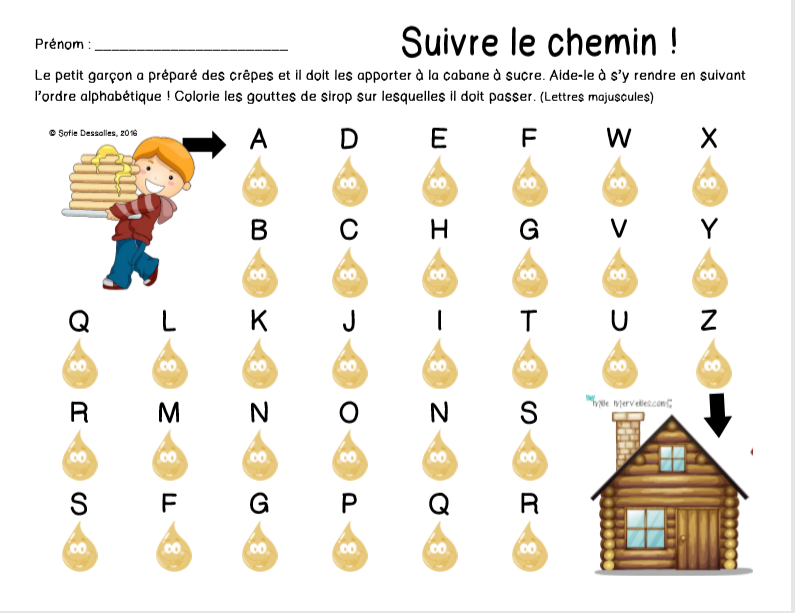 Prénom : ________________________
Suivre le chemin !
Le petit garçon a préparé des crêpes et il doit les apporter à la cabane à sucre. Aide-le à s'y rendre en suivant
l'ordre alphabétique ! Colorie les gouttes de sirop sur lesquelles il doit passer. (Lettres majuscules)
© Sofie Dessalles, 2016
A D E F W X
B C H G V Y
Q L K J I T U Z
R M N O N S
S F G P Q R